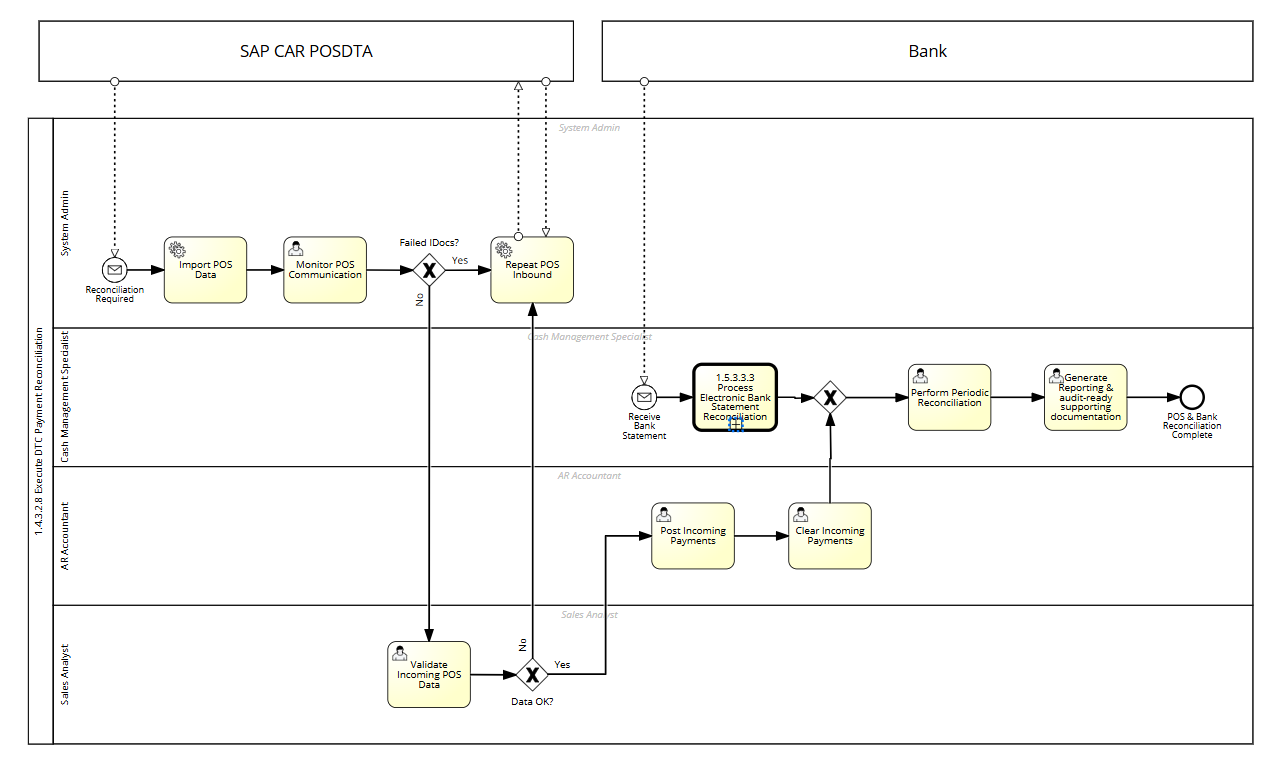 SAP CAR POSDTA
Bank
1.4.3.2.8 Execute DTC Payment Reconciliation
System Admin
System Admin
Reconciliation
Required
Import POS
Data
Monitor POS
Communication
Failed IDocs?
Yes
No
Repeat POS
Inbound
Cash Management Specialist
Cash Management Specialist
Receive
Bank
Statement
1.5.3.3.3
Process
Electronic Bank
Statement
Reconciliation
Perform Periodic
Reconciliation
Generate
Reporting &
audit-ready
supporting
documentation
POS & Bank
Reconciliation
Complete
AR Accountant
AR Accountant
Post Incoming
Payments
Clear Incoming
Payments
Sales Analyst
Sales Analyst
Validate
Incoming POS
Data
No
Yes
Data OK?